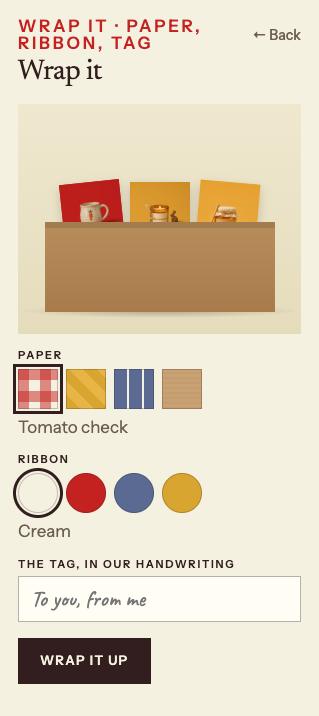 WRAP IT · PAPER,
RIBBON, TAG
← Back
Wrap it
PAPER
Tomato check
RIBBON
Cream
THE TAG, IN OUR HANDWRITING
To you, from me
WRAP IT UP